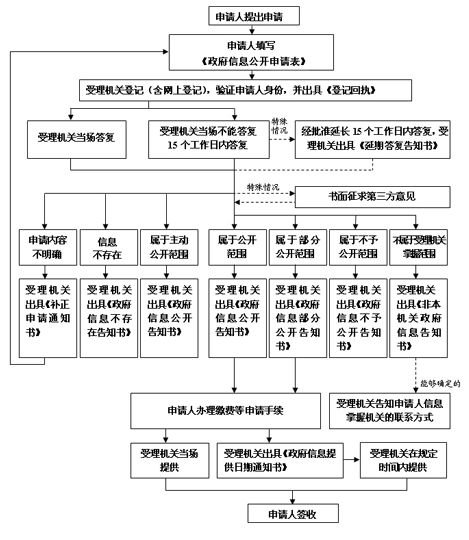 申请人提出申请
申请人填写
《政府信息公开申请表》
受理机关登记(含网上登记),验证申请人身份,并出具《登记回执》
受理机关当场答复
受理机关当场不能答复
15个工作日内答复
特殊
情况
经批准延长15个工作日内答复,受
理机关出具《延期答复告知书》
特殊情况
书面征求第三方意见
申请内容
不明确
信息
不存在
属于主动
公开范围
属于公开
范围
属于部分
公开范围
属于不予
公开范围
不属于受理机关
掌握范围
受理机关
出具《补正
申请通知
书》
受理机关
出具《政府
信息不存
在告知书》
受理机关
出具《政府
信息公开
告知书》
受理机关
出具《政府
信息公开
告知书》
受理机关
出具《政府
信息部分
公开告知
书》
受理机关
出具《政府
信息不予
公开告知
书》
受理机关
出具《非本
机关政府
信息告知
书》
能够确定的
申请人办理缴费等申请手续
受理机关告知申请人信息
掌握机关的联系方式
受理机关当场
提供
受理机关出具《政府信息提
供日期通知书》
受理机关在规定
时间内提供
申请人签收